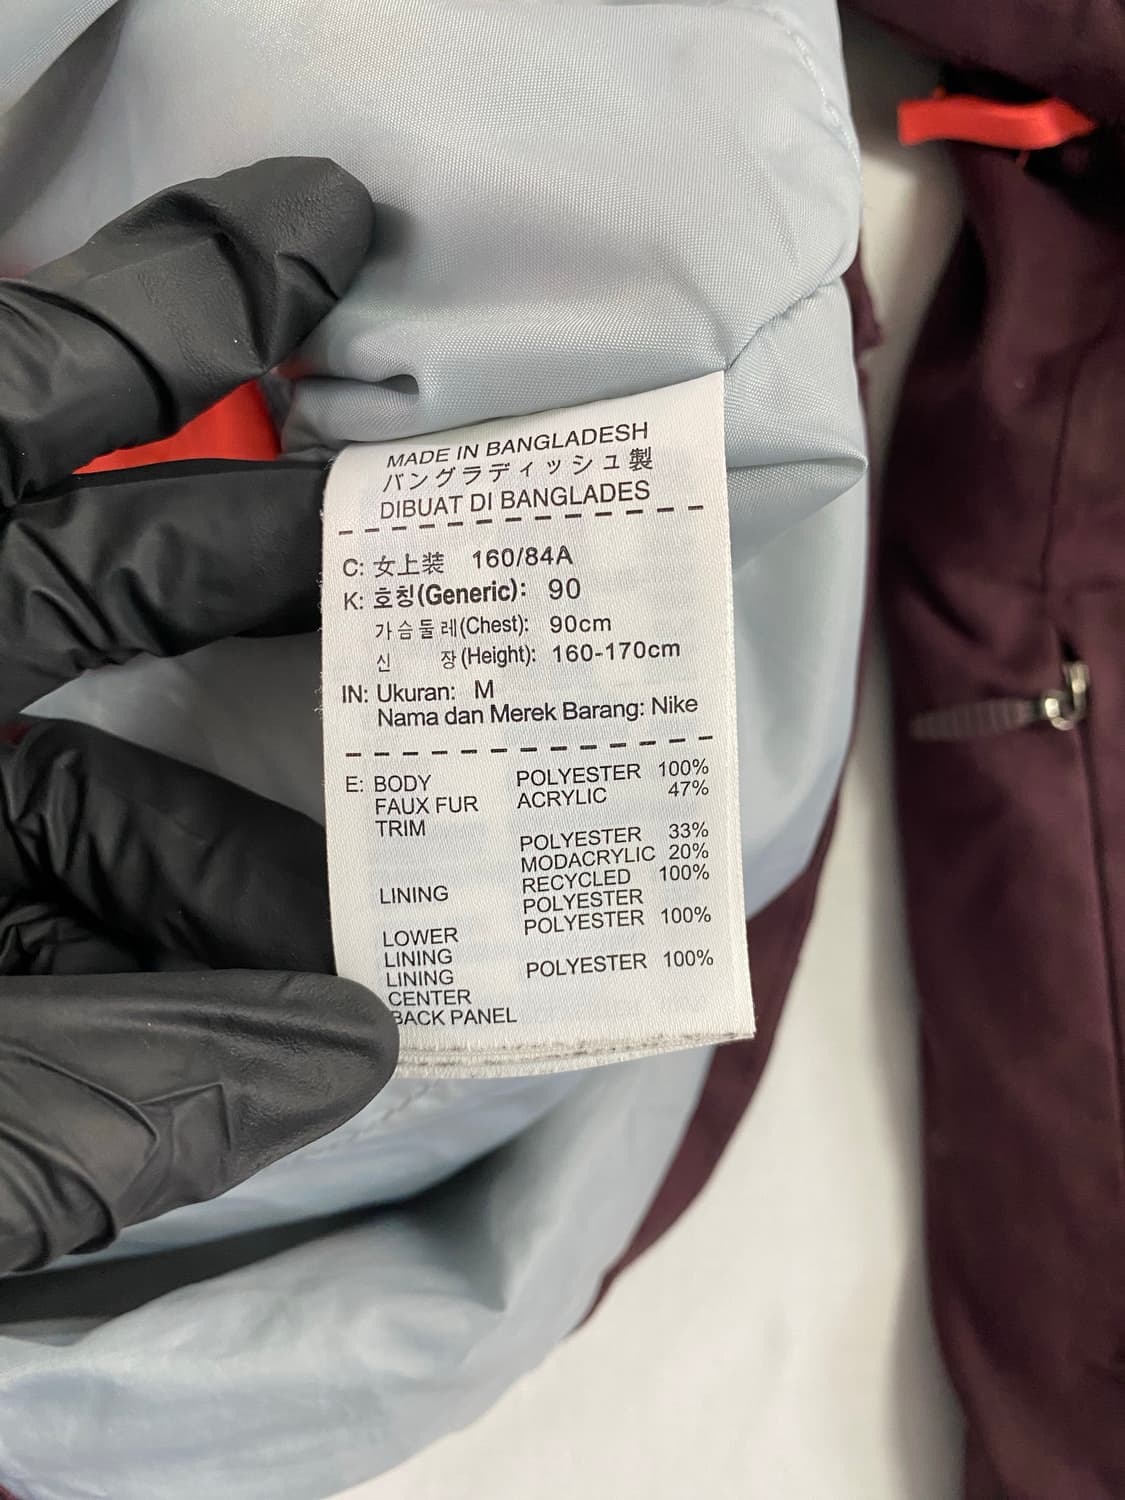 MADE IN BANGLADESH
バングラディッシュ製
DIBUAT DI BANGLADES
C: 女上装 160/84A
K: 호칭(Generic): 90
가슴둘레(Chest): 90cm
신 장(Height): 160-170cm
IN: Ukuran: M
Nama dan Merek Barang: Nike
E: BODY POLYESTER 100%
FAUX FUR ACRYLIC 47%
TRIM
POLYESTER 33%
MODACRYLIC 20%
LINING RECYCLED 100%
POLYESTER
LOWER POLYESTER 100%
LINING
LINING POLYESTER 100%
CENTER
BACK PANEL